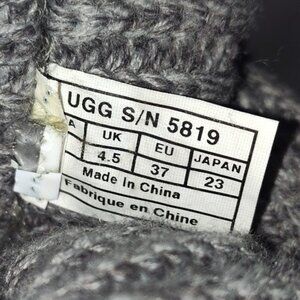 UGG S/N 5819
A UK EU JAPAN
4.5 37 23
Made in China
Fabrique en Chine